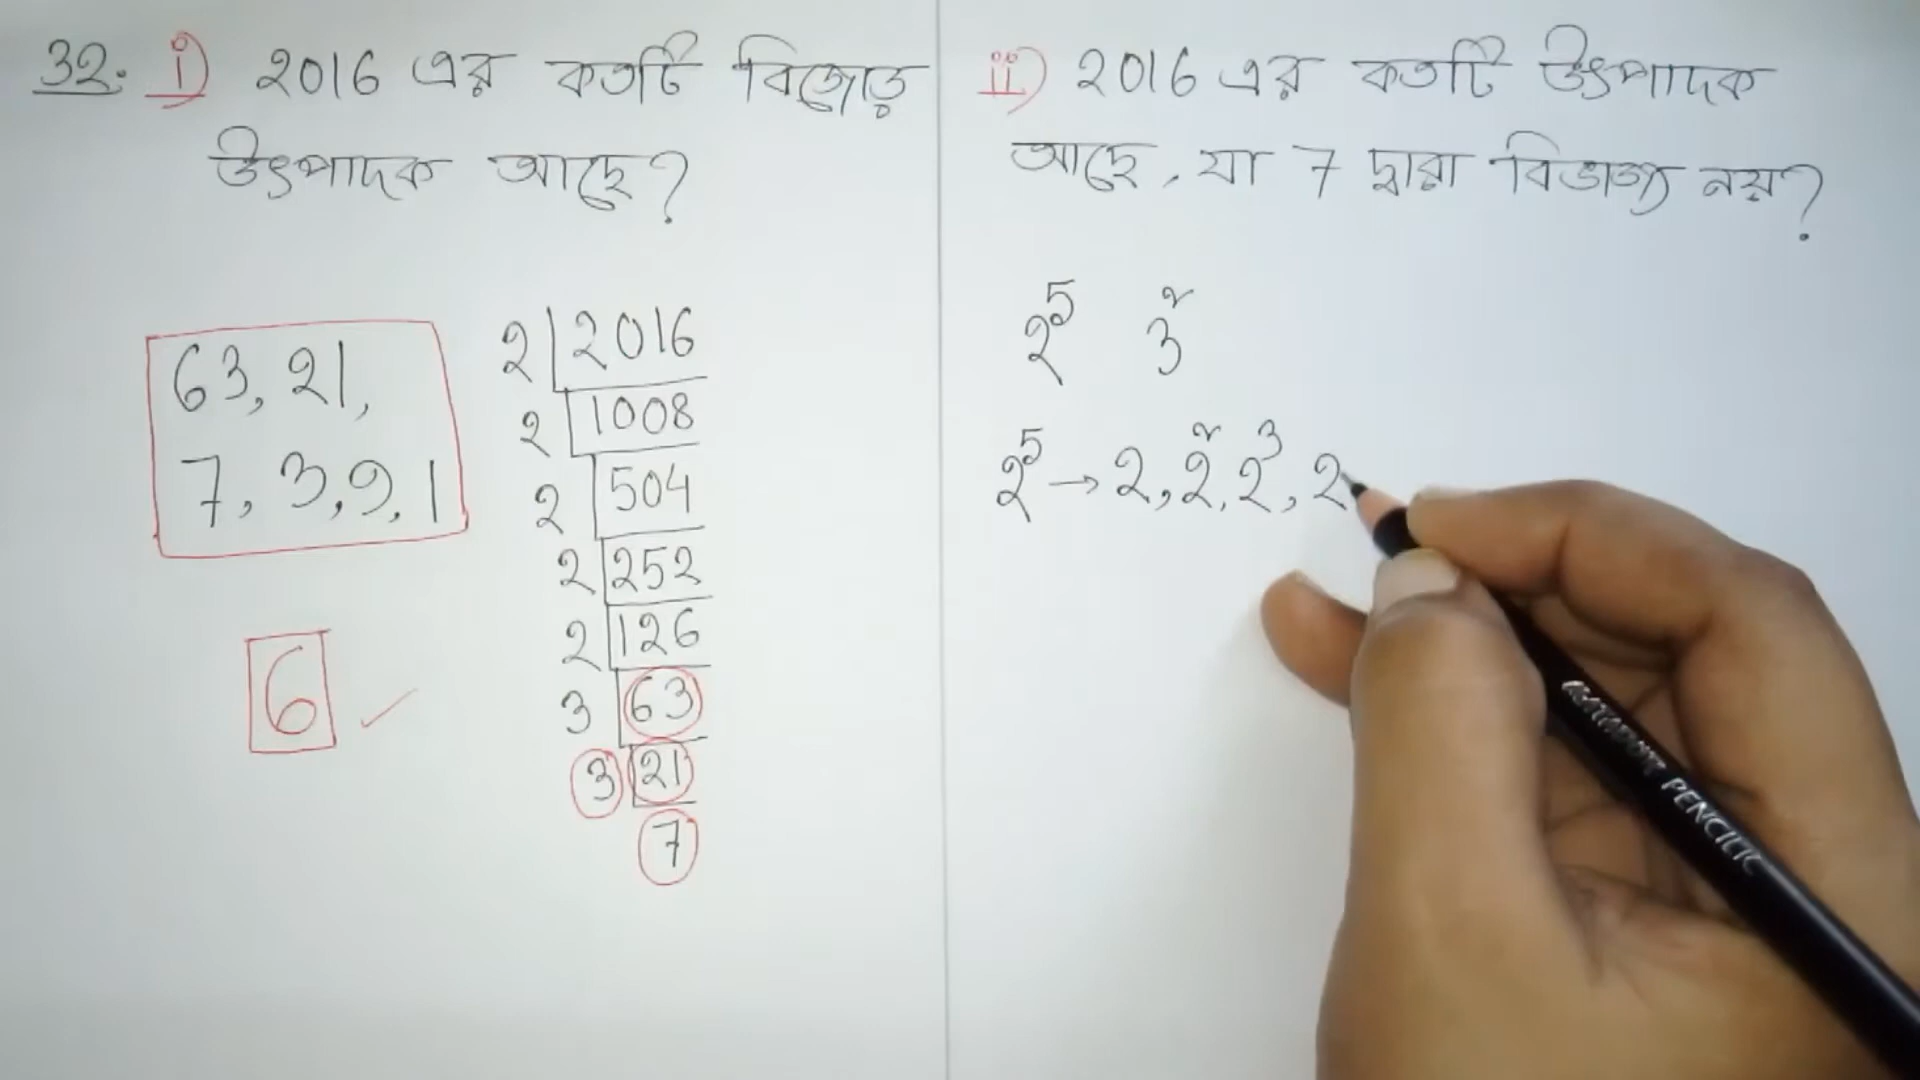 32. i) 2016 এর কতটি বিজোড়
উৎপাদক আছে?
63, 21,
7, 3, 9, 1
6 ✓
2 | 2016
2 | 1008
2 | 504
2 | 252
2 | 126
3 | 63
3 | 21
7
ii) 2016 এর কতটি উৎপাদক
আছে, যা 7 দ্বারা বিভাজ্য নয়?
2⁵ 3²
2⁵ → 2, 2², 2³, 2
PENCILIC